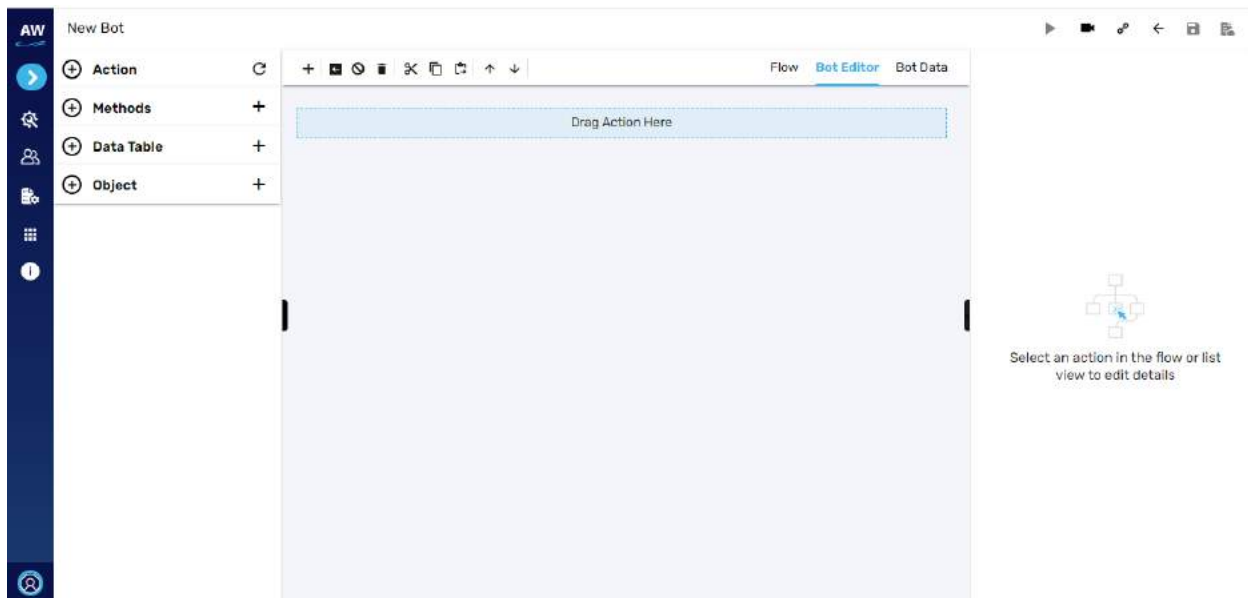 AW
New Bot
Action
Methods
Data Table
Object
Flow Bot Editor Bot Data
Drag Action Here
Select an action in the flow or list
view to edit details